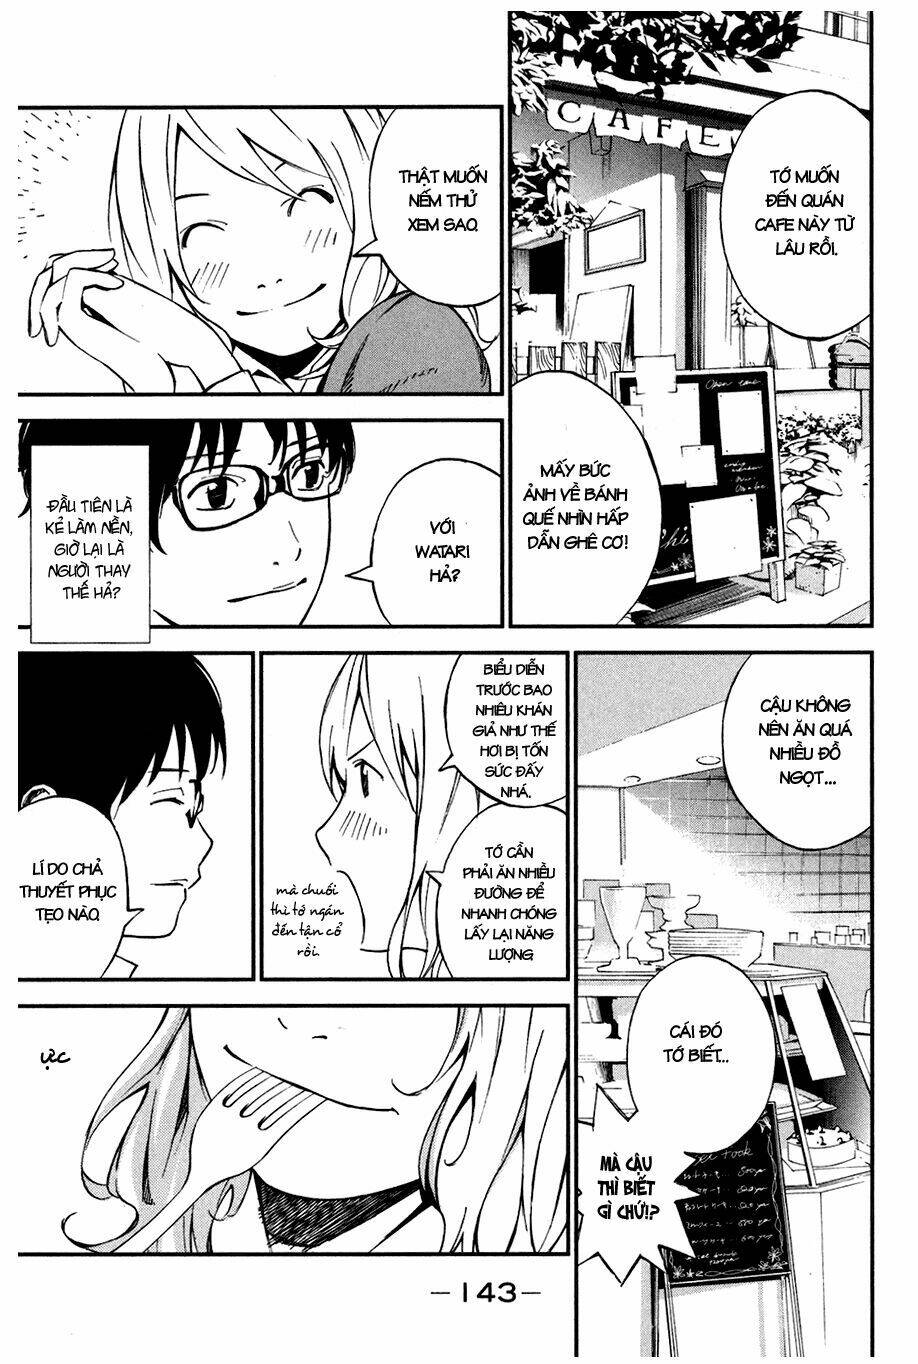 CAFE
TỚ MUỐN
ĐẾN QUÁN
CAFE NÀY TỪ
LÂU RỒI.
Open time
MẤY BỨC
ẢNH VỀ BÁNH
QUẾ NHÌN HẤP
DẪN GHÊ CƠ!
THẬT MUỐN
NẾM THỬ
XEM SAO.
VỚI
WATARI
HẢ?
ĐẦU TIÊN LÀ
KẺ LÀM NỀN,
GIỜ LẠI LÀ
NGƯỜI THAY
THẾ HẢ?
CẬU KHÔNG
NÊN ĂN QUÁ
NHIỀU ĐỒ
NGỌT...
CÁI ĐÓ
TỚ BIẾT...
MÀ CẬU
THÌ BIẾT
GÌ CHỨ!?
BIỂU DIỄN
TRƯỚC BAO
NHIÊU KHÁN
GIẢ NHƯ THẾ
HƠI BỊ TỐN
SỨC ĐẤY
NHÁ.
TỚ CẦN
PHẢI ĂN NHIỀU
ĐƯỜNG ĐỂ
NHANH CHÓNG
LẤY LẠI NĂNG
LƯỢNG
mà chuối
thì tớ ngán
đến tận cổ
rồi.
LÍ DO CHẢ
THUYẾT PHỤC
TẸO NÀO.
ực
—143—